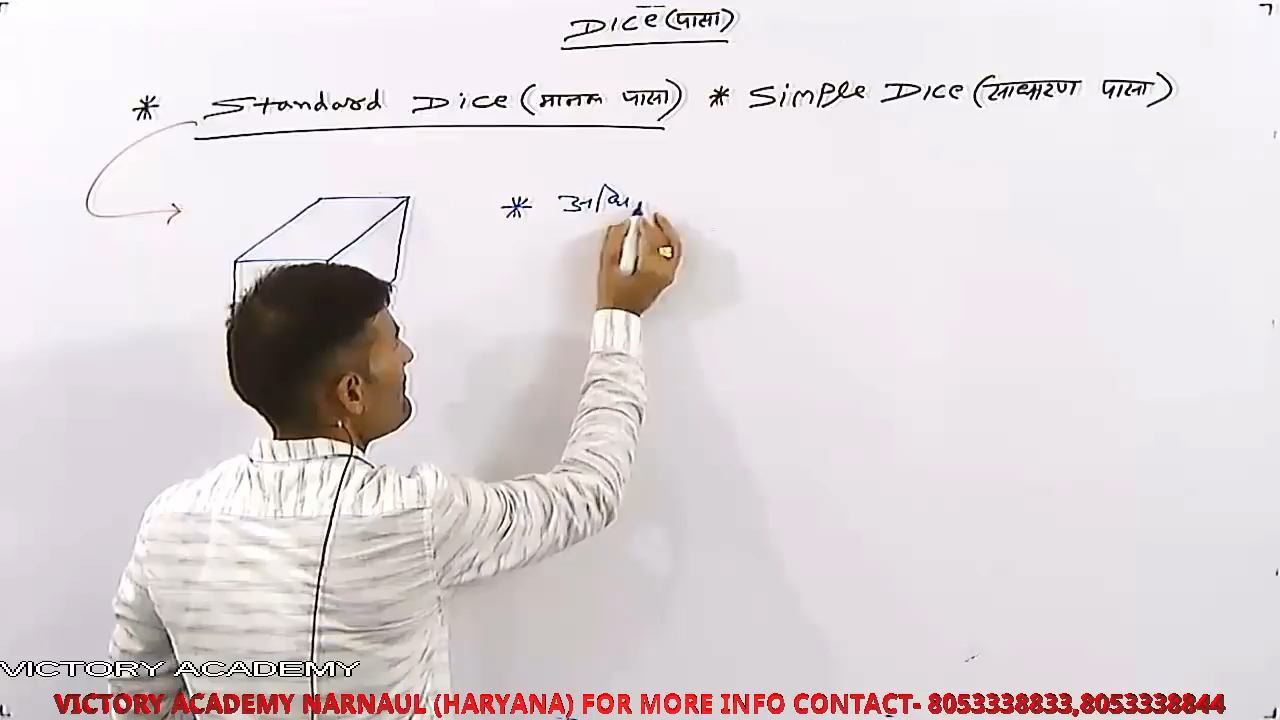 Dice (पासा)
* Standard Dice (मानक पासा) * Simple Dice (साधारण पासा)
*
VICTORY ACADEMY
VICTORY ACADEMY NARNAUL (HARYANA) FOR MORE INFO CONTACT- 8053338833,8053338844